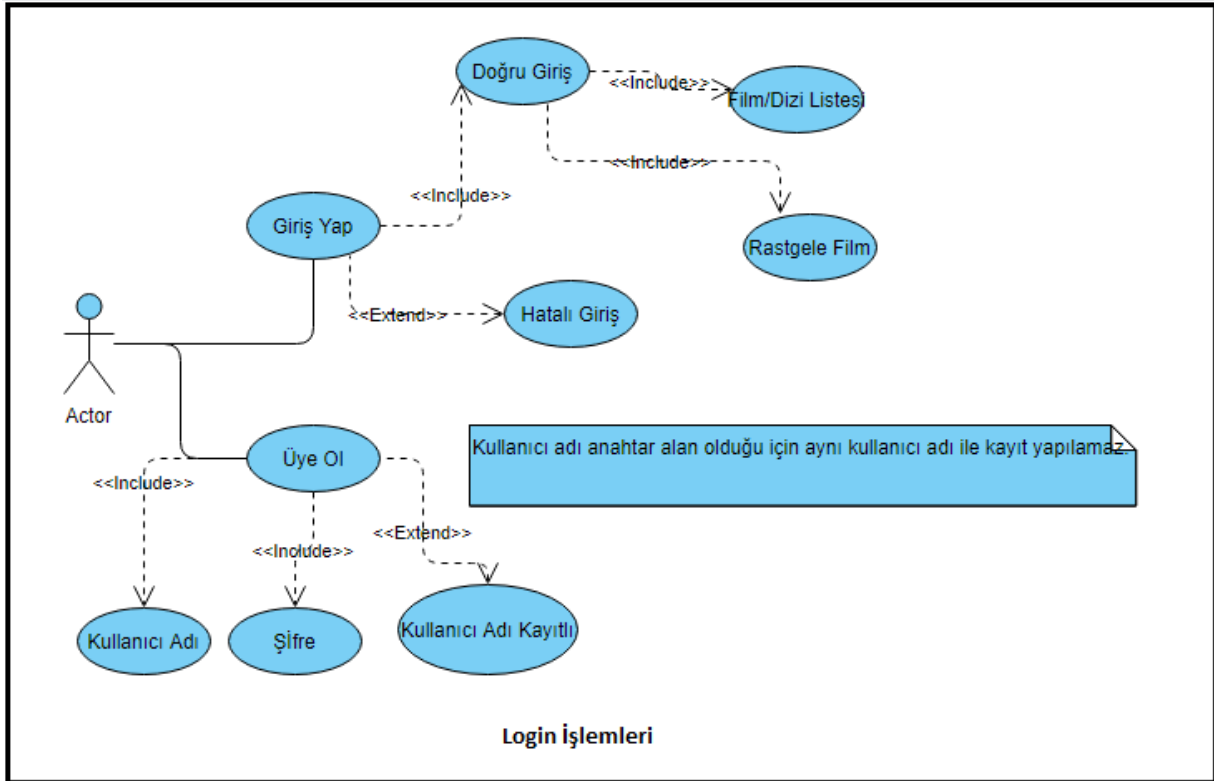 Doğru Giriş
<<Include>>
Film/Dizi Listesi
<<Include>>
<<Include>>
Giriş Yap
Rastgele Film
<<Extend>>
Hatalı Giriş
Actor
Kullanıcı adı anahtar alan olduğu için aynı kullanıcı adı ile kayıt yapılamaz.
Üye Ol
<<Include>>
<<Extend>>
<<Include>>
Kullanıcı Adı
Şİfre
Kullanıcı Adı Kayıtlı
Login İşlemleri